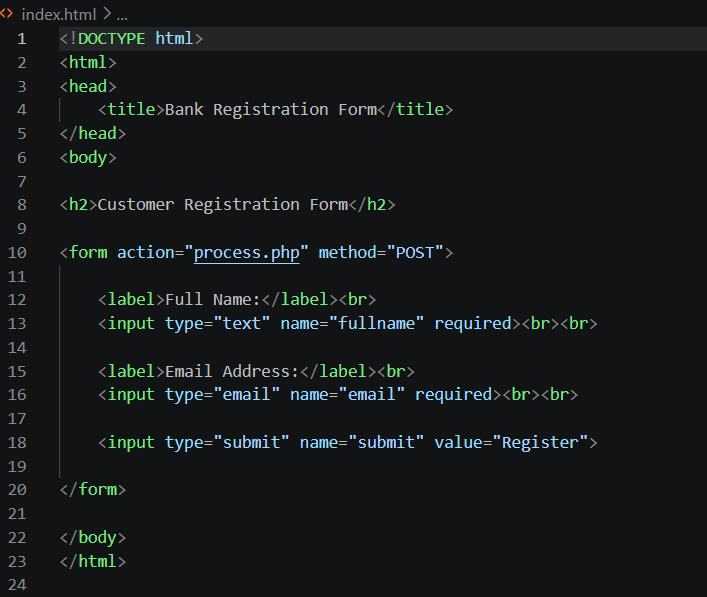 index.html > ...
1 <!DOCTYPE html>
2 <html>
3 <head>
4     <title>Bank Registration Form</title>
5 </head>
6 <body>
7
8 <h2>Customer Registration Form</h2>
9
10 <form action="process.php" method="POST">
11
12     <label>Full Name:</label><br>
13     <input type="text" name="fullname" required><br><br>
14
15     <label>Email Address:</label><br>
16     <input type="email" name="email" required><br><br>
17
18     <input type="submit" name="submit" value="Register">
19
20 </form>
21
22 </body>
23 </html>
24